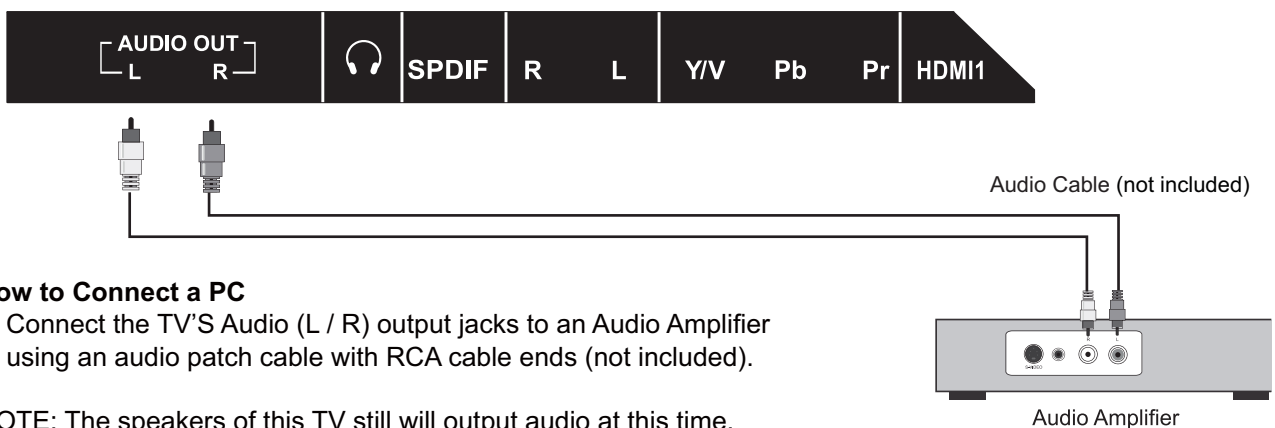 AUDIO OUT
L R SPDIF R L Y/V Pb Pr HDMI1
Audio Cable (not included)
ow to Connect a PC
Connect the TV'S Audio (L / R) output jacks to an Audio Amplifier
using an audio patch cable with RCA cable ends (not included).
R L
S-VIDEO
OTE: The speakers of this TV still will output audio at this time.
Audio Amplifier